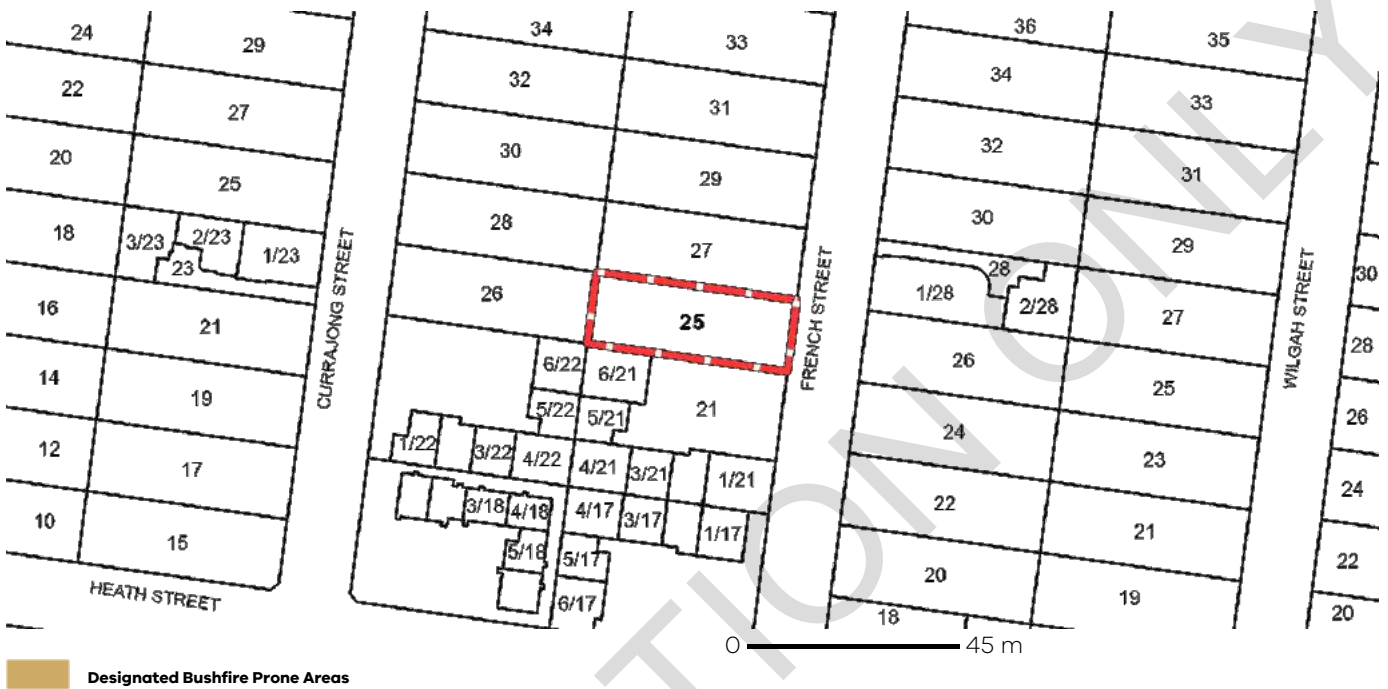 24 29 34 33 36 35
22 27 32 31 34 33
20 25 30 29 32 31
18 3/23 2/23 1/23 28 27 30 29 30
23 28
16 21 26 25 1/28 2/28 27 28
14 19 6/22 6/21 21 26 25 26
5/22 5/21
12 17 1/22 3/22 4/22 4/21 3/21 1/21 24 23 24
10 15 3/18 4/18 4/17 3/17 1/17 22 21 22
5/18 5/17
6/17 20 19 20
18
CURRAJONG STREET
FRENCH STREET
WILGAH STREET
HEATH STREET
0 45 m
Designated Bushfire Prone Areas
TION ONLY